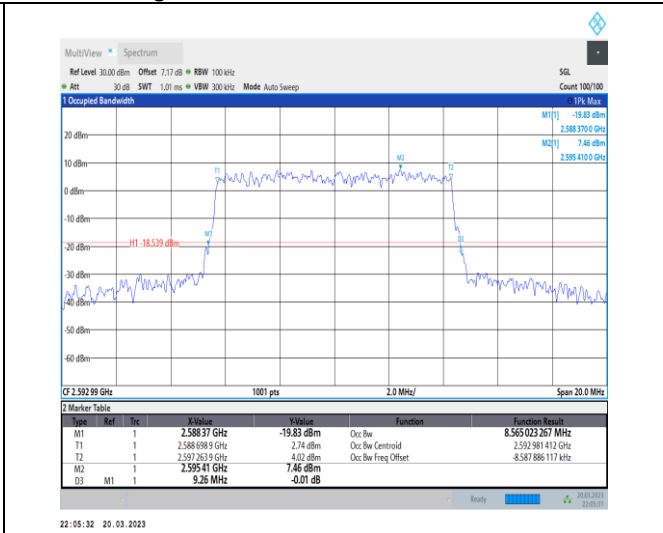 MultiView Spectrum
Ref Level 30.00 dBm Offset 7.17 dB RBW 100 kHz SGL
Att 30 dB SWT 1.01 ms VBW 300 kHz Mode Auto Sweep Count 100/100
1 Occupied Bandwidth 1Pk Max
M1[1] -19.83 dBm
2.588 370 0 GHz
20 dBm
M2[1] 7.46 dBm
2.595 410 0 GHz
10 dBm
M2
T1
T2
0 dBm
-10 dBm
M1
D3
H1 -18.539 dBm
-20 dBm
-30 dBm
-40 dBm
-50 dBm
-60 dBm
CF 2.592 99 GHz 1001 pts 2.0 MHz/ Span 20.0 MHz
2 Marker Table
Type Ref Trc X-Value Y-Value Function Function Result
M1 1 2.588 37 GHz -19.83 dBm Occ Bw 8.565 023 267 MHz
T1 1 2.588 698 9 GHz 2.74 dBm Occ Bw Centroid 2.592 981 412 GHz
T2 1 2.597 263 9 GHz 4.02 dBm Occ Bw Freq Offset -8.587 886 117 kHz
M2 1 2.595 41 GHz 7.46 dBm
D3 M1 1 9.26 MHz -0.01 dB
Ready 20.03.2023
22:05:31
22:05:32 20.03.2023